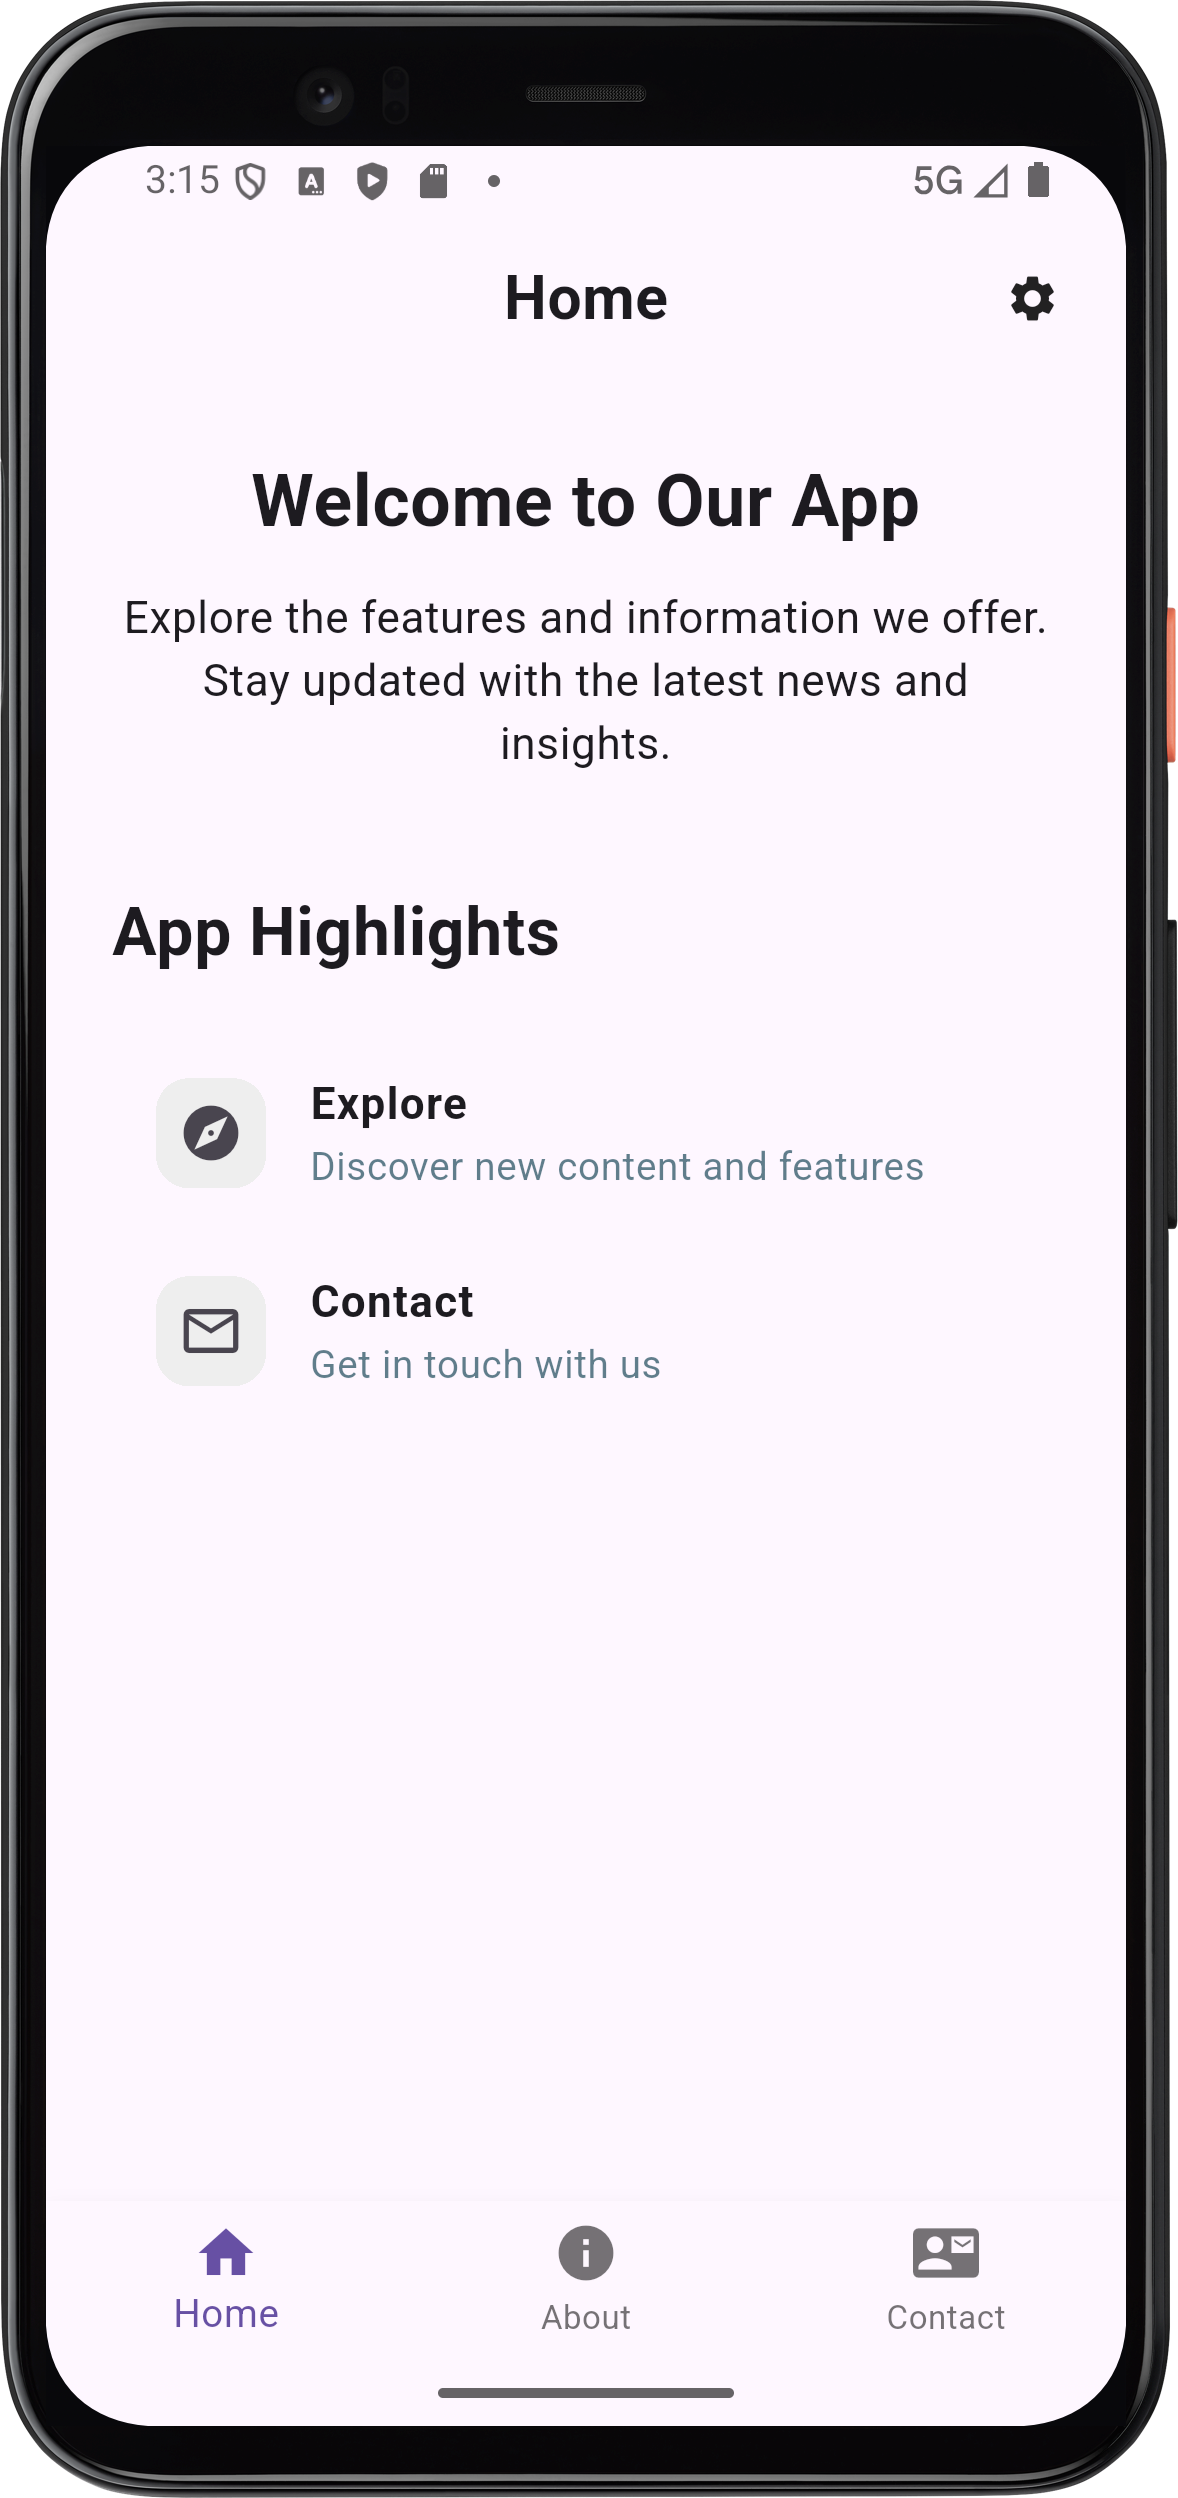 3:15
5G
Home
Welcome to Our App
Explore the features and information we offer.
Stay updated with the latest news and
insights.
App Highlights
Explore
Discover new content and features
Contact
Get in touch with us
Home
About
Contact